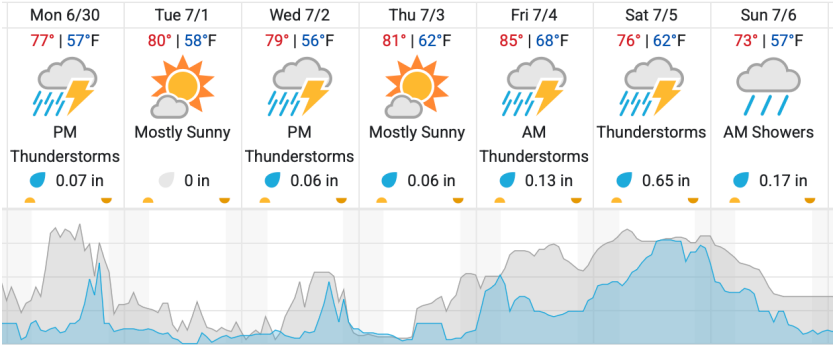 Mon 6/30 Tue 7/1 Wed 7/2 Thu 7/3 Fri 7/4 Sat 7/5 Sun 7/6
77° | 57°F 80° | 58°F 79° | 56°F 81° | 62°F 85° | 68°F 76° | 62°F 73° | 57°F
PM Mostly Sunny PM Mostly Sunny AM Thunderstorms AM Showers
Thunderstorms Thunderstorms Thunderstorms
0.07 in 0 in 0.06 in 0.06 in 0.13 in 0.65 in 0.17 in